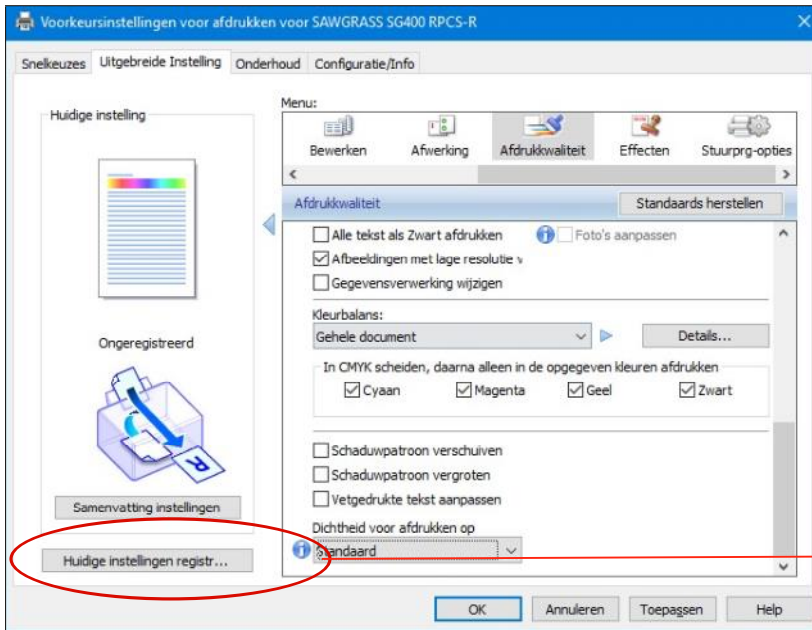 Voorkeursinstellingen voor afdrukken voor SAWGRASS SG400 RPCS-R
Snelkeuzes Uitgebreide Instelling Onderhoud Configuratie/Info
Huidige instelling
Ongeregistreerd
R
Samenvatting instellingen
Huidige instellingen registr...
Menu:
Bewerken Afwerking Afdrukkwaliteit Effecten Stuurprg-opties
Afdrukkwaliteit Standaards herstellen
Alle tekst als Zwart afdrukken Foto's aanpassen
Afbeeldingen met lage resolutie v
Gegevensverwerking wijzigen
Kleurbalans:
Gehele document Details...
In CMYK scheiden, daarna alleen in de opgegeven kleuren afdrukken
Cyaan Magenta Geel Zwart
Schaduwpatroon verschuiven
Schaduwpatroon vergroten
Vetgedrukte tekst aanpassen
Dichtheid voor afdrukken op
Standaard
OK Annuleren Toepassen Help